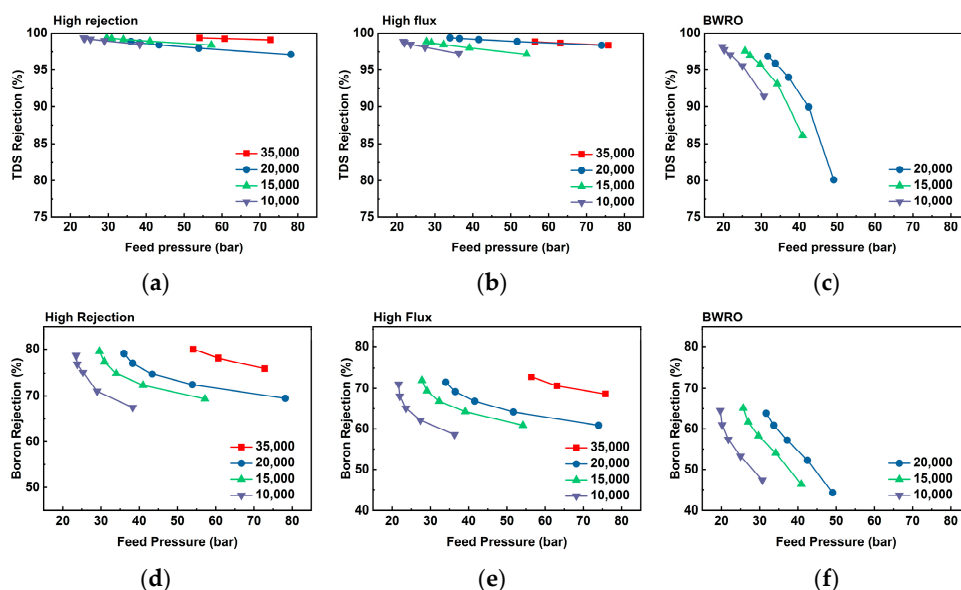 High rejection
TDS Rejection (%)
100
95
90
85
80
75
35,000
20,000
15,000
10,000
20 30 40 50 60 70 80
Feed pressure (bar)
(a)
High flux
TDS Rejection (%)
100
95
90
85
80
75
35,000
20,000
15,000
10,000
20 30 40 50 60 70 80
Feed pressure (bar)
(b)
BWRO
TDS Rejection (%)
100
95
90
85
80
75
20,000
15,000
10,000
20 30 40 50 60 70 80
Feed pressure (bar)
(c)
High Rejection
Boron Rejection (%)
80
70
60
50
35,000
20,000
15,000
10,000
20 30 40 50 60 70 80
Feed Pressure (bar)
(d)
High Flux
Boron Rejection (%)
80
70
60
50
40
35,000
20,000
15,000
10,000
20 30 40 50 60 70 80
Feed Pressure (bar)
(e)
BWRO
Boron Rejection (%)
80
70
60
50
40
20,000
15,000
10,000
20 30 40 50 60 70 80
Feed Pressure (bar)
(f)